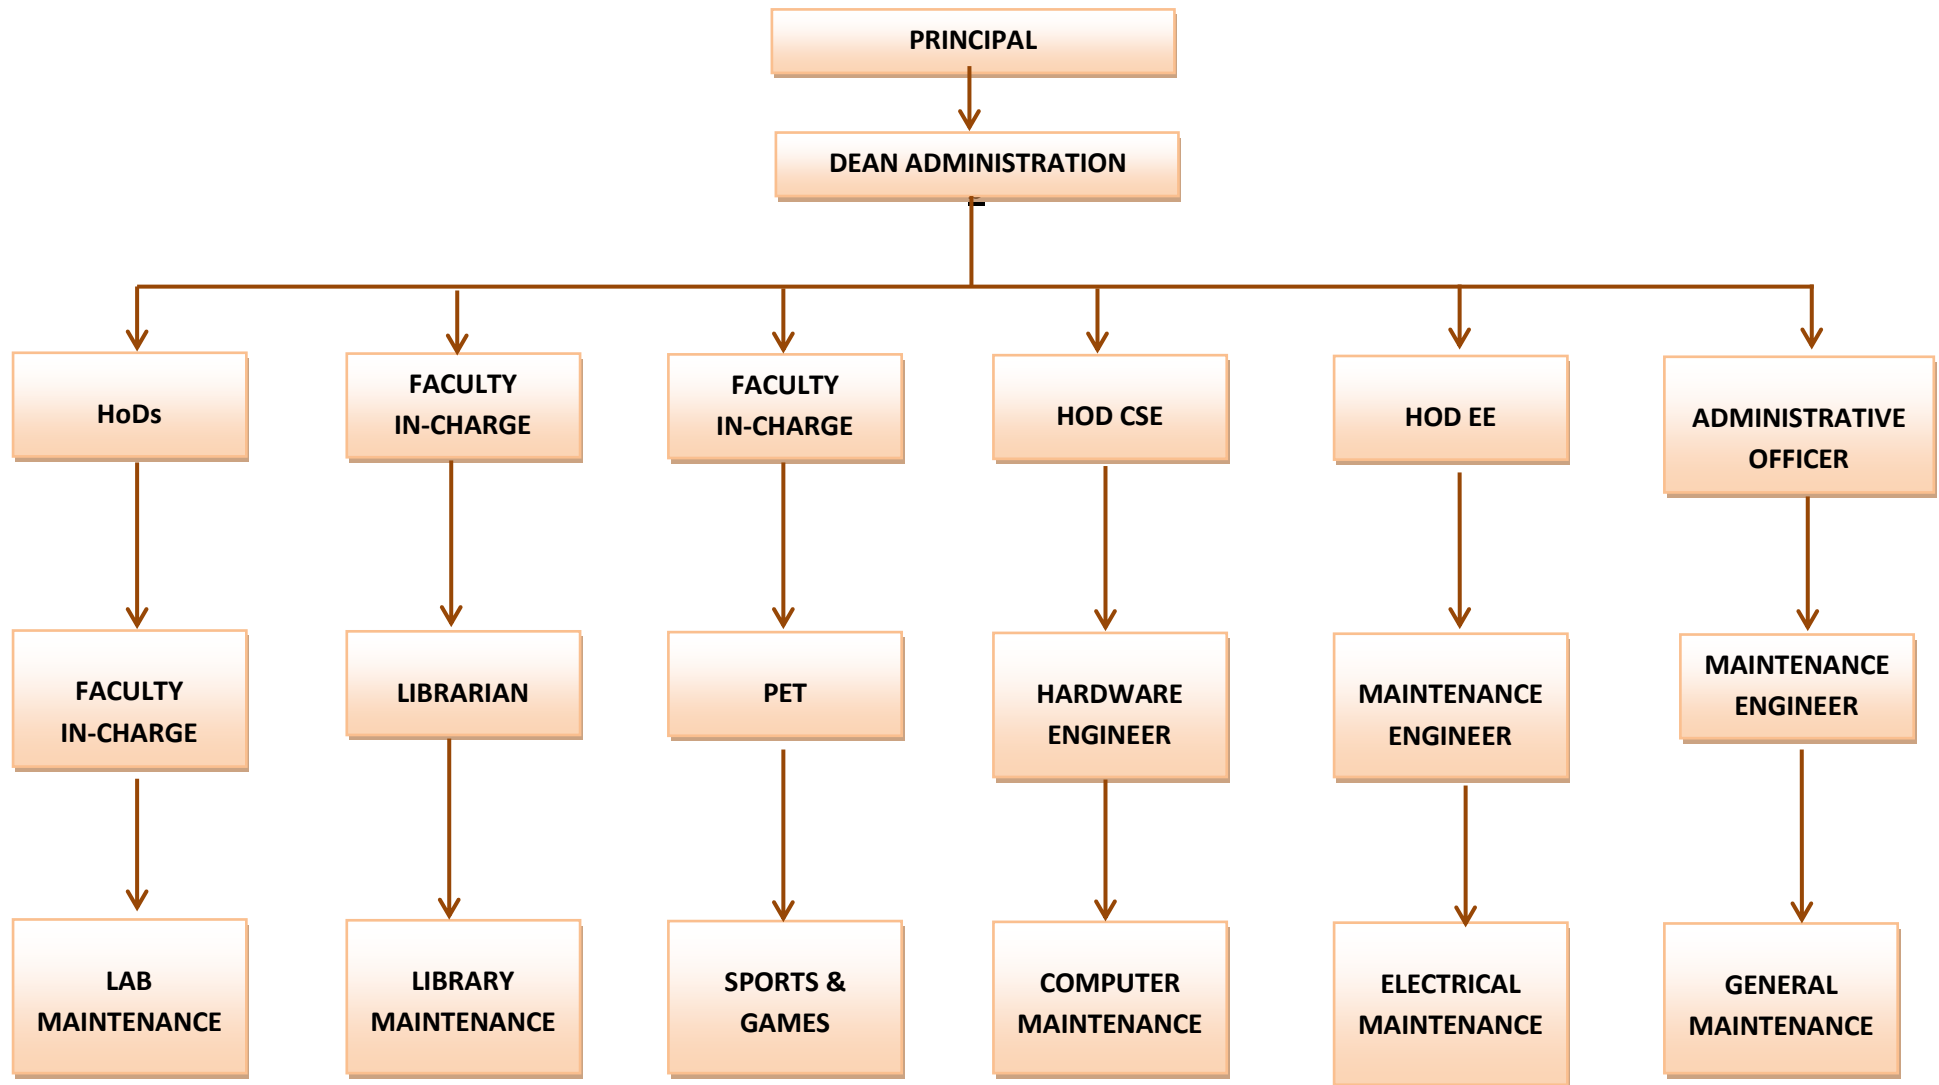 PRINCIPAL
DEAN ADMINISTRATION
HoDs
FACULTY
IN-CHARGE
FACULTY
IN-CHARGE
HOD CSE
HOD EE
ADMINISTRATIVE
OFFICER
FACULTY
IN-CHARGE
LIBRARIAN
PET
HARDWARE
ENGINEER
MAINTENANCE
ENGINEER
MAINTENANCE
ENGINEER
LAB
MAINTENANCE
LIBRARY
MAINTENANCE
SPORTS &
GAMES
COMPUTER
MAINTENANCE
ELECTRICAL
MAINTENANCE
GENERAL
MAINTENANCE